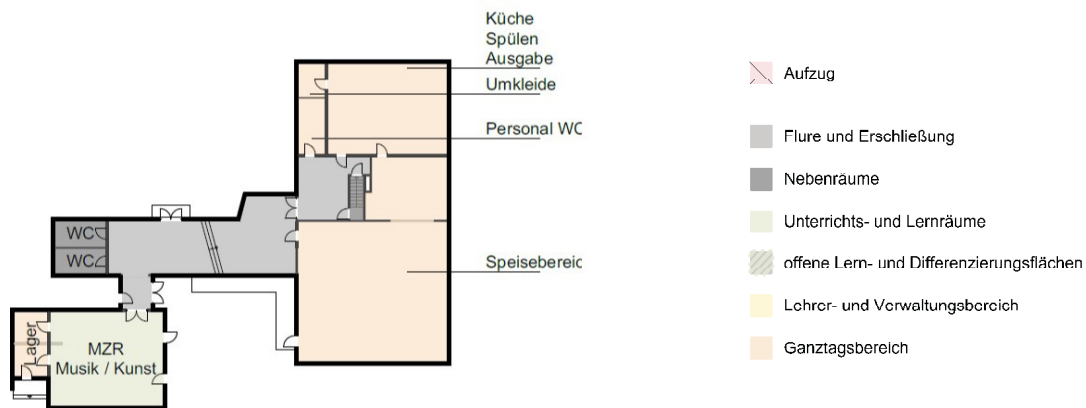 Küche
Spülen
Ausgabe
Umkleide
Personal WC
WC
WC
Speisebereic
Lager
MZR
Musik / Kunst
Aufzug
Flure und Erschließung
Nebenräume
Unterrichts- und Lernräume
offene Lern- und Differenzierungsflächen
Lehrer- und Verwaltungsbereich
Ganztagsbereich